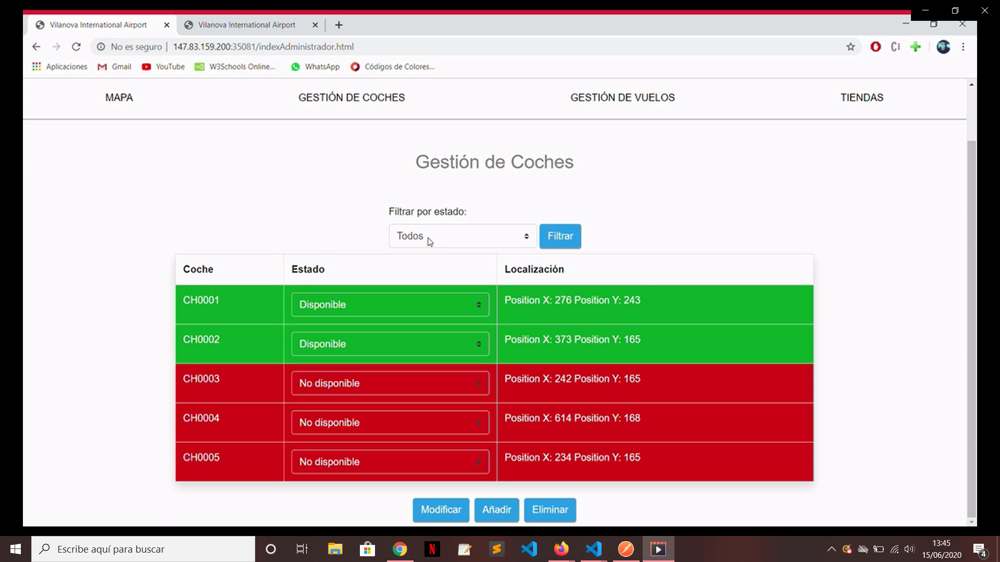 Vilanova International Airport
Vilanova International Airport
No es seguro | 147.83.159.200:35081/indexAdministrador.html
Aplicaciones Gmail YouTube W3Schools Online... WhatsApp Códigos de Colores...
MAPA GESTIÓN DE COCHES GESTIÓN DE VUELOS TIENDAS
Gestión de Coches
Filtrar por estado:
Todos Filtrar
Coche Estado Localización
CH0001 Disponible Position X: 276 Position Y: 243
CH0002 Disponible Position X: 373 Position Y: 165
CH0003 No disponible Position X: 242 Position Y: 165
CH0004 No disponible Position X: 614 Position Y: 168
CH0005 No disponible Position X: 234 Position Y: 165
Modificar Añadir Eliminar
Escribe aquí para buscar
13:45
15/06/2020
4